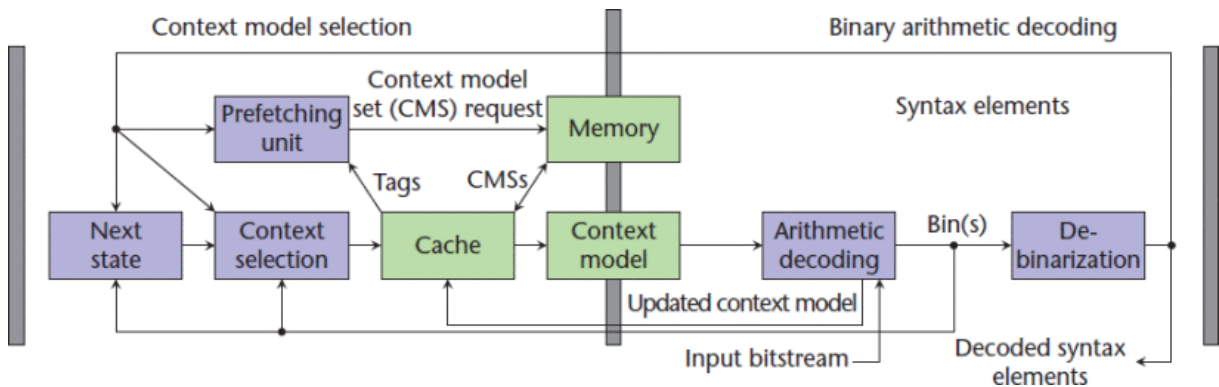 Context model selection
Binary arithmetic decoding
Context model
set (CMS) request
Syntax elements
Prefetching
unit
Memory
Tags
CMSs
Next
state
Context
selection
Cache
Context
model
Arithmetic
decoding
Bin(s)
De-
binarization
Updated context model
Input bitstream
Decoded syntax
elements